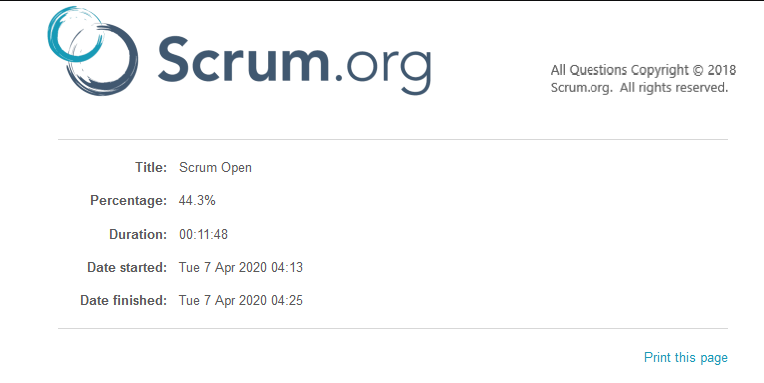 Scrum.org
All Questions Copyright © 2018
Scrum.org. All rights reserved.
Title: Scrum Open
Percentage: 44.3%
Duration: 00:11:48
Date started: Tue 7 Apr 2020 04:13
Date finished: Tue 7 Apr 2020 04:25
Print this page